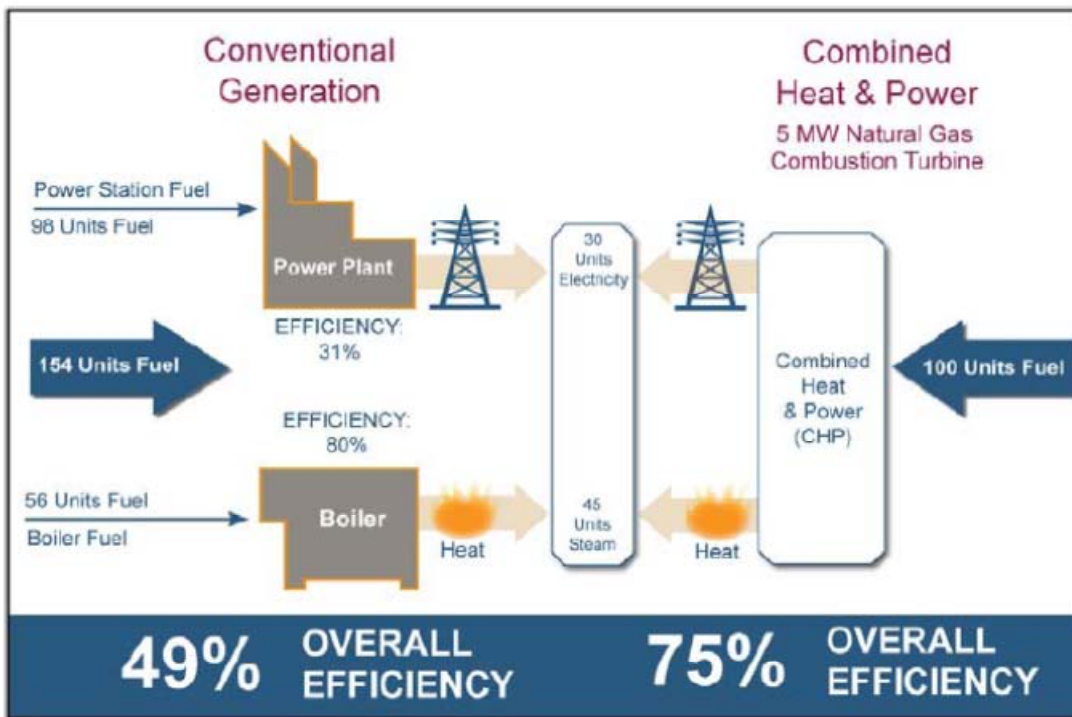 Conventional
Generation
Combined
Heat & Power
5 MW Natural Gas
Combustion Turbine
Power Station Fuel
98 Units Fuel
Power Plant
30
Units
Electricity
EFFICIENCY:
31%
154 Units Fuel
Combined
Heat
& Power
(CHP)
100 Units Fuel
EFFICIENCY:
80%
56 Units Fuel
Boiler Fuel
Boiler
Heat
45
Units
Steam
Heat
49% OVERALL
EFFICIENCY
75% OVERALL
EFFICIENCY